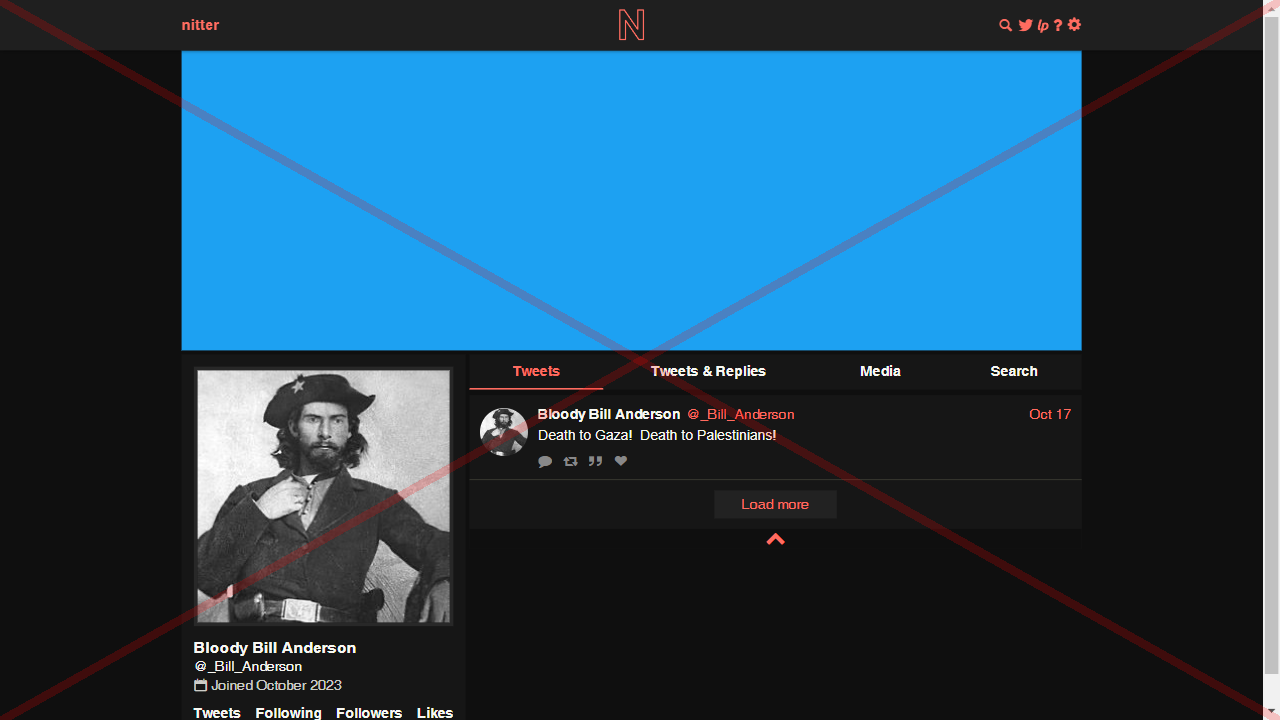 nitter
N
lp ?
Tweets Tweets & Replies Media Search
Bloody Bill Anderson @_Bill_Anderson Oct 17
Death to Gaza! Death to Palestinians!
Load more
Bloody Bill Anderson
@_Bill_Anderson
Joined October 2023
Tweets Following Followers Likes